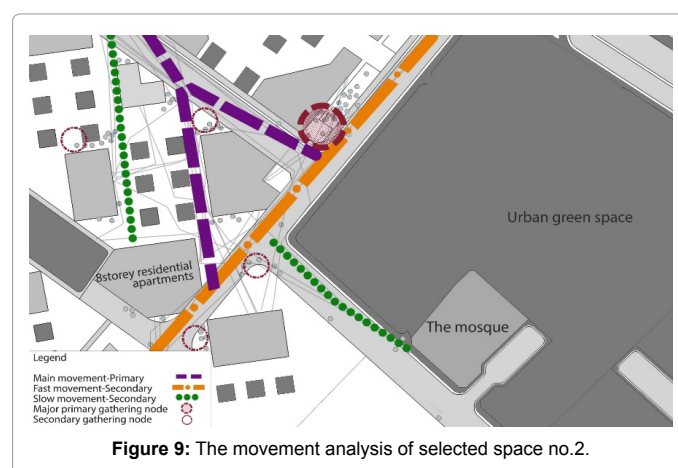 Urban green space
8storey residential
apartments
The mosque
Legend
Main movement-Primary
Fast movement-Secondary
Slow movement-Secondary
Major primary gathering node
Secondary gathering node
Figure 9: The movement analysis of selected space no.2.